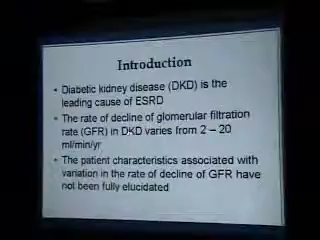 Introduction
• Diabetic kidney disease (DKD) is the
leading cause of ESRD
• The rate of decline of glomerular filtration
rate (GFR) in DKD varies from 2 – 20
ml/min/yr
• The patient characteristics associated with
variation in the rate of decline of GFR have
not been fully elucidated